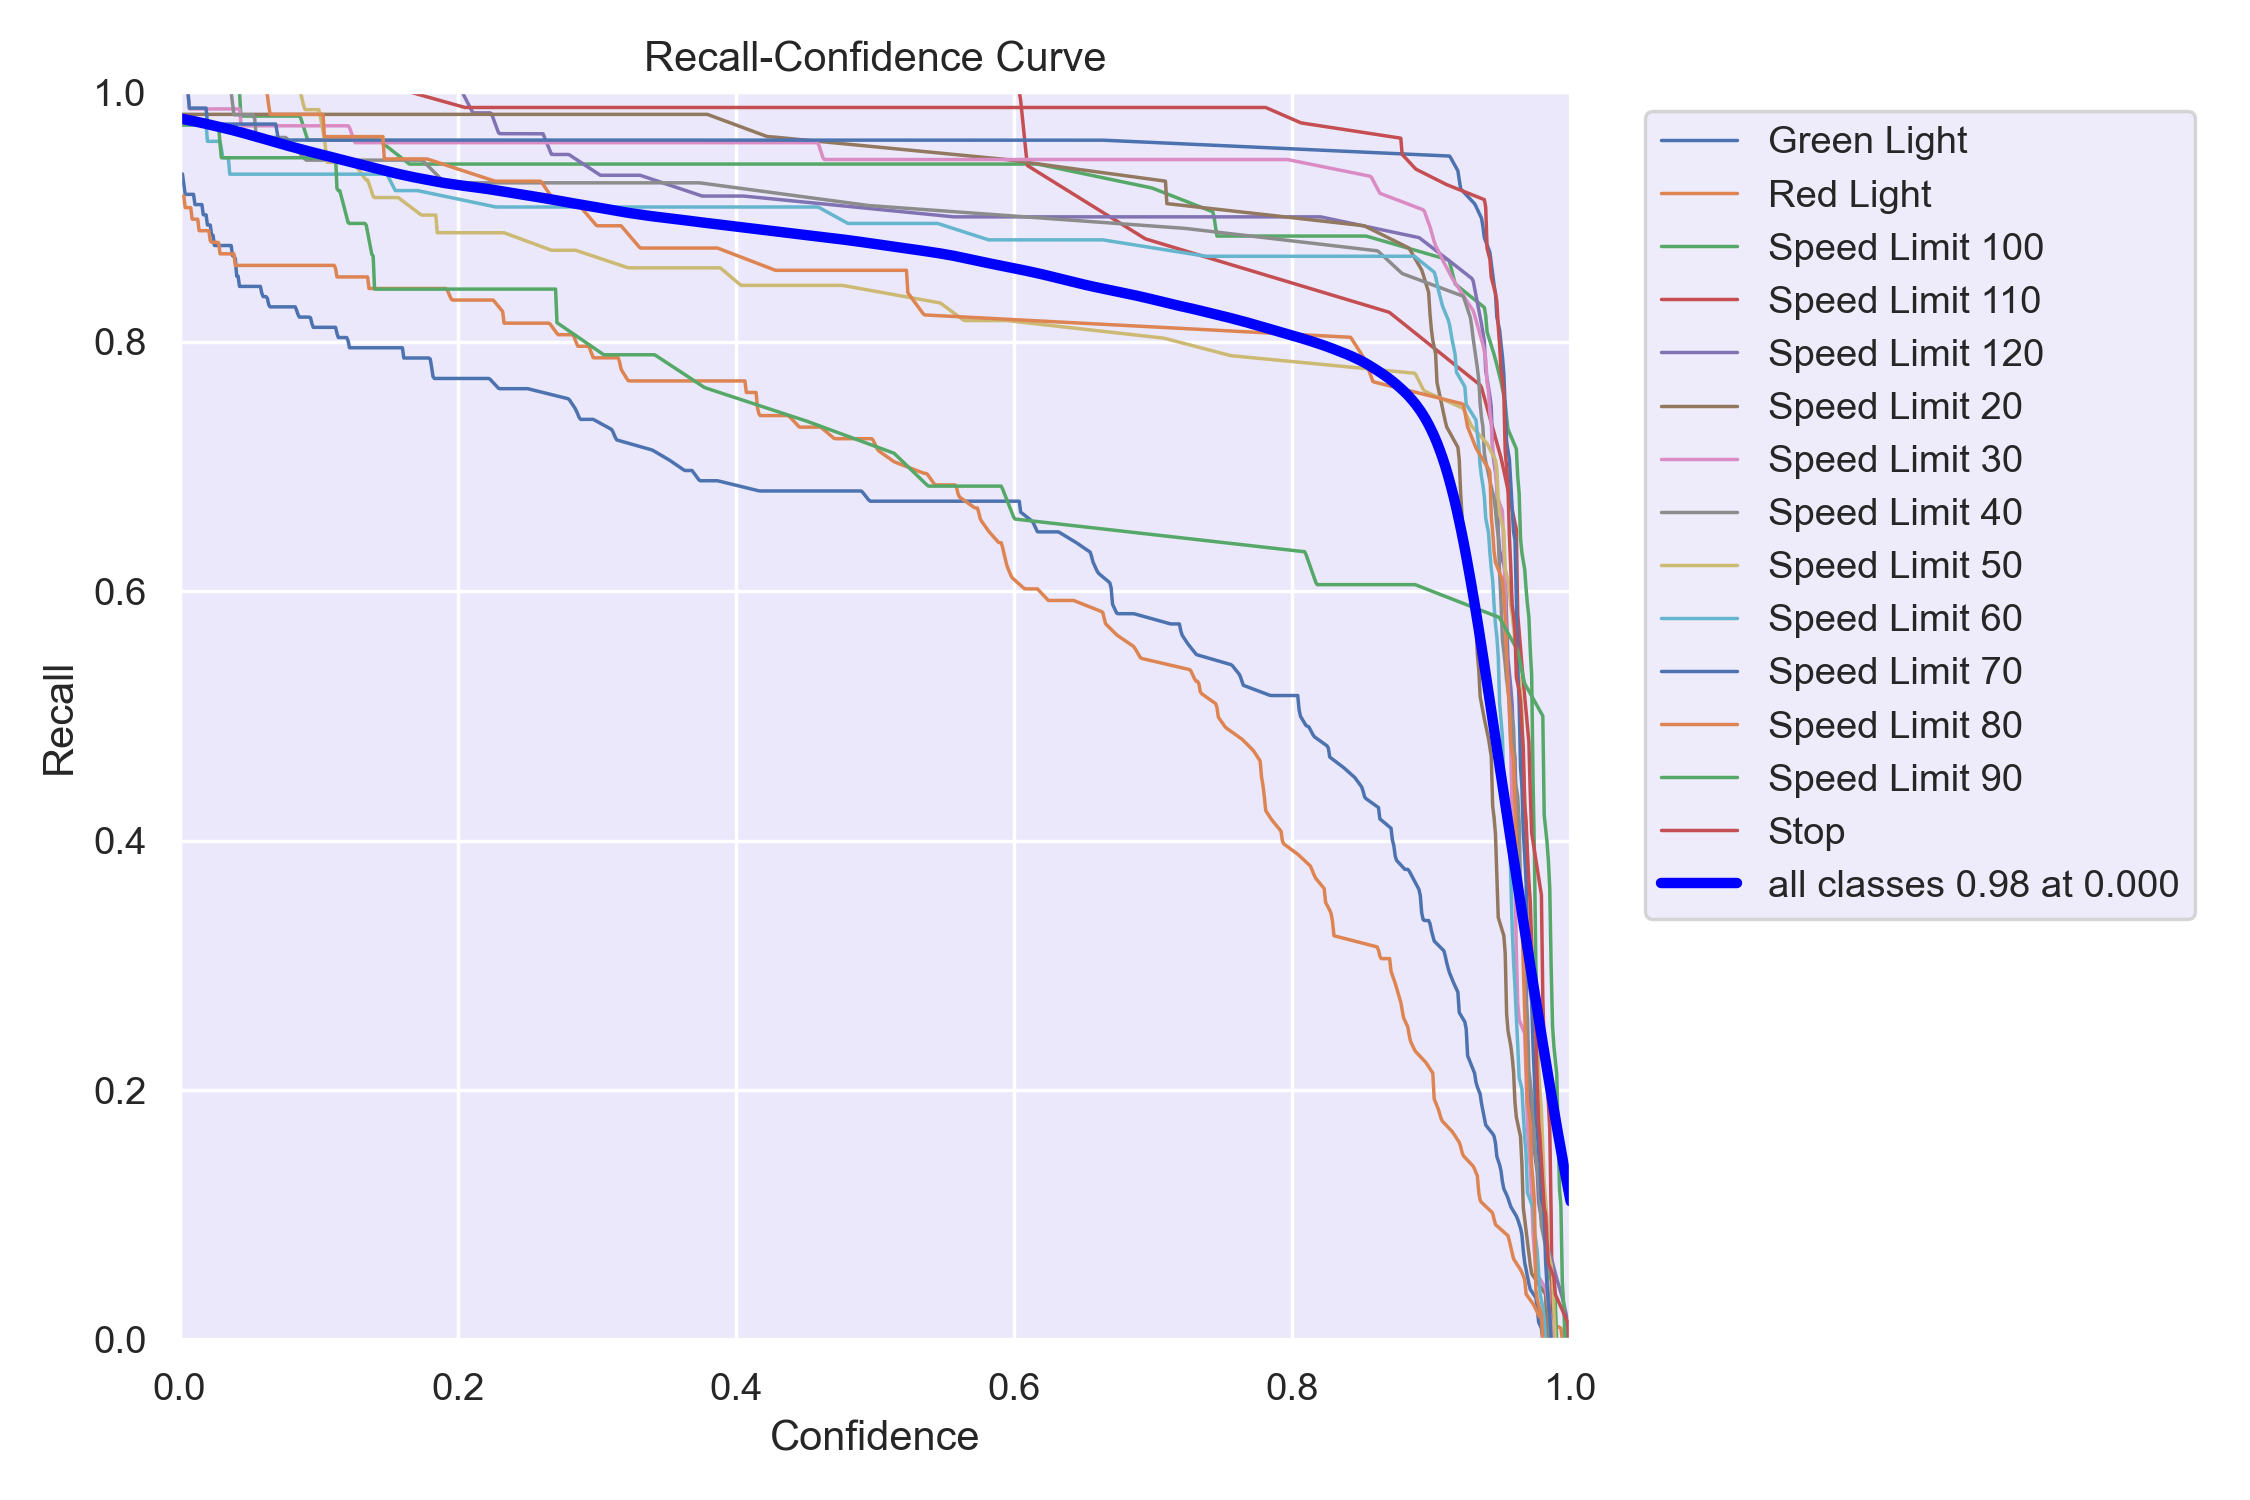 Recall-Confidence Curve
1.0
0.8
0.6
0.4
0.2
0.0
Recall
0.0 0.2 0.4 0.6 0.8 1.0
Confidence
Green Light
Red Light
Speed Limit 100
Speed Limit 110
Speed Limit 120
Speed Limit 20
Speed Limit 30
Speed Limit 40
Speed Limit 50
Speed Limit 60
Speed Limit 70
Speed Limit 80
Speed Limit 90
Stop
all classes 0.98 at 0.000